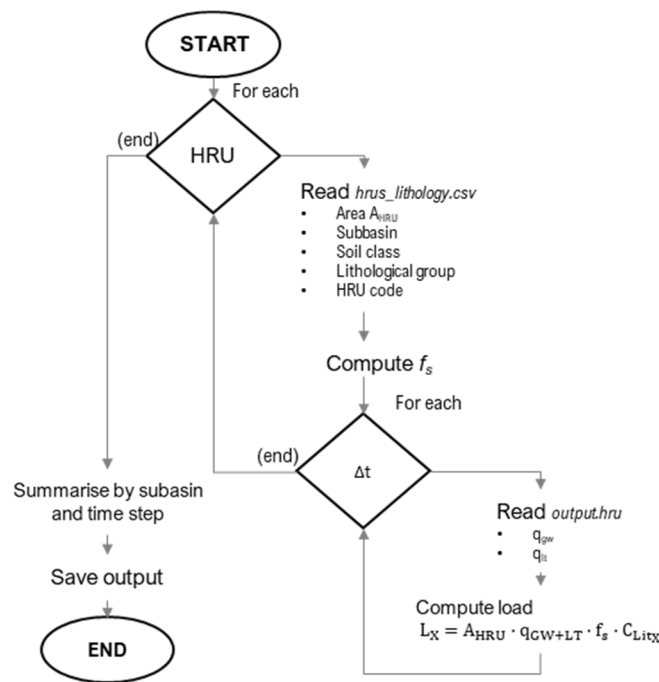 START
For each
(end)
HRU
Read hrus_lithology.csv
• Area A_HRU
• Subbasin
• Soil class
• Lithological group
• HRU code
Compute f_s
For each
(end)
Δt
Read output.hru
• q_gw
• q_lt
Compute load
L_X = A_HRU · q_GW+LT · f_s · C_LitX
Summarise by subasin
and time step
Save output
END